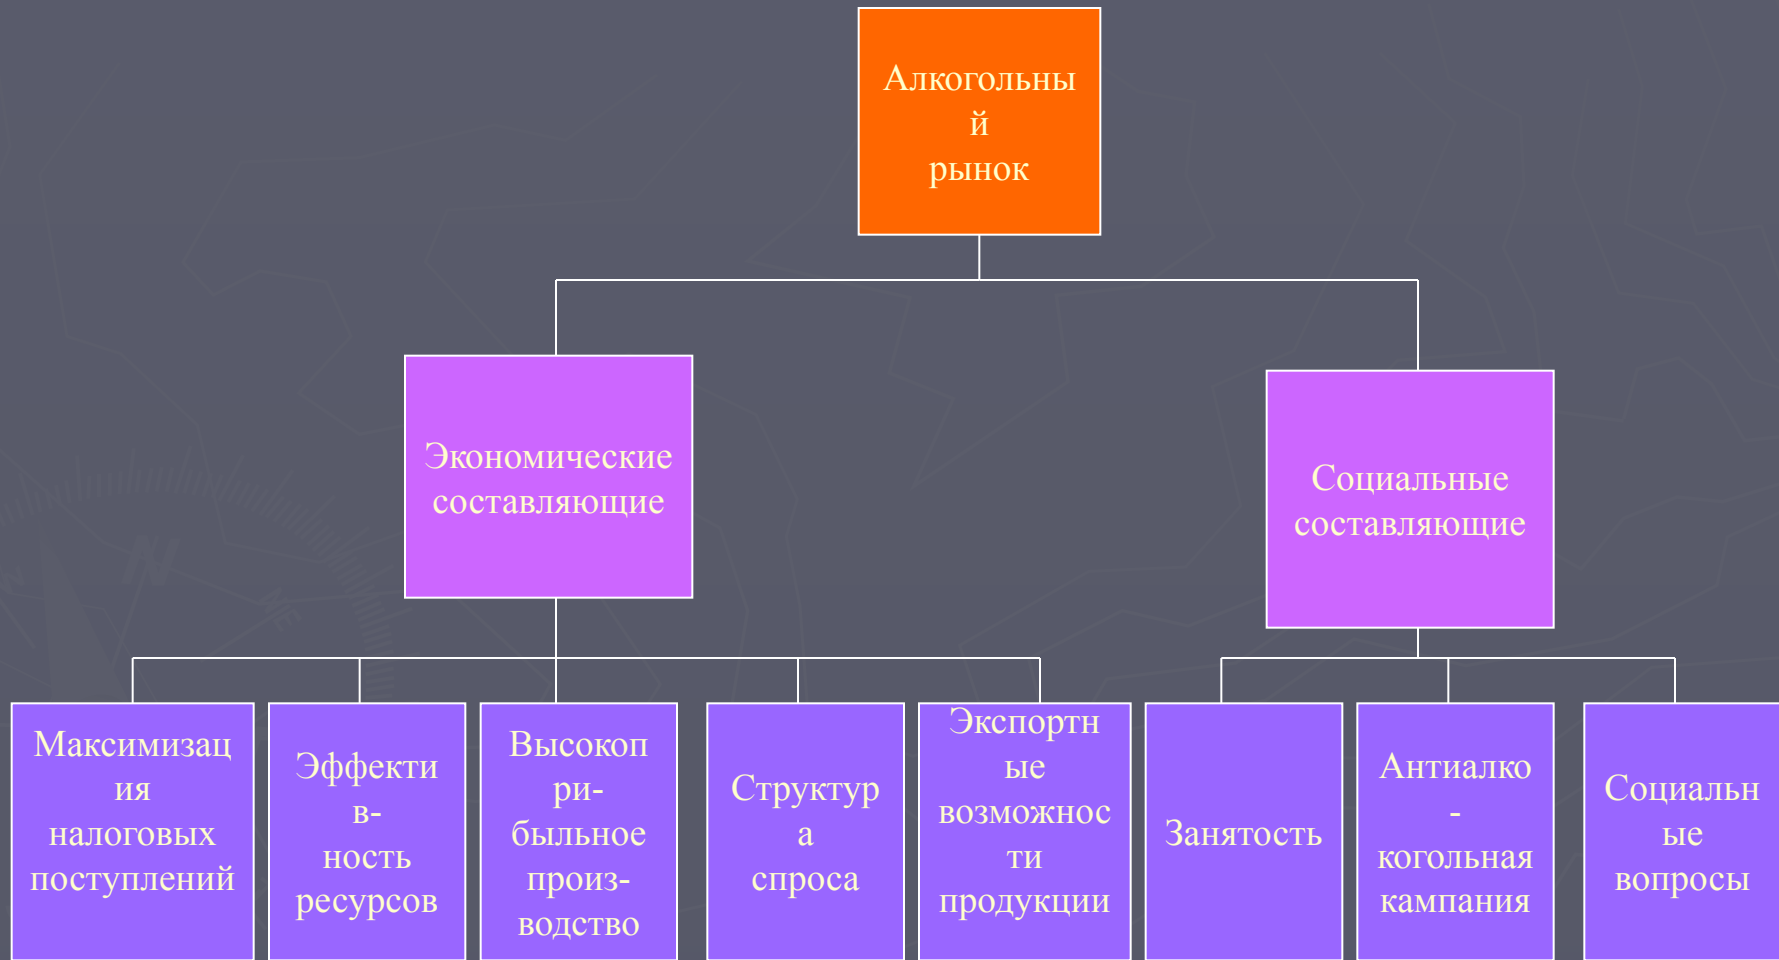 Алкогольны
й
рынок
Экономические
составляющие
Социальные
составляющие
Максимизац
ия
налоговых
поступлений
Эффекти
в-
ность
ресурсов
Высокоп
ри-
быльное
произ-
водство
Структур
а
спроса
Экспортн
ые
возможнос
ти
продукции
Занятость
Антиалко
-
когольная
кампания
Социальн
ые
вопросы